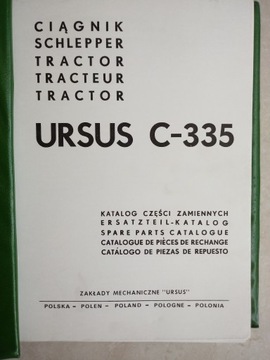 CIĄGNIK
SCHLEPPER
TRACTOR
TRACTEUR
TRACTOR
URSUS C-335
KATALOG CZĘŚCI ZAMIENNYCH
ERSATZTEIL-KATALOG
SPARE PARTS CATALOGUE
CATALOGUE DE PIÈCES DE RECHANGE
CATÁLOGO DE PIEZAS DE REPUESTO
ZAKŁADY MECHANICZNE "URSUS"
POLSKA – POLEN – POLAND – POLOGNE – POLONIA